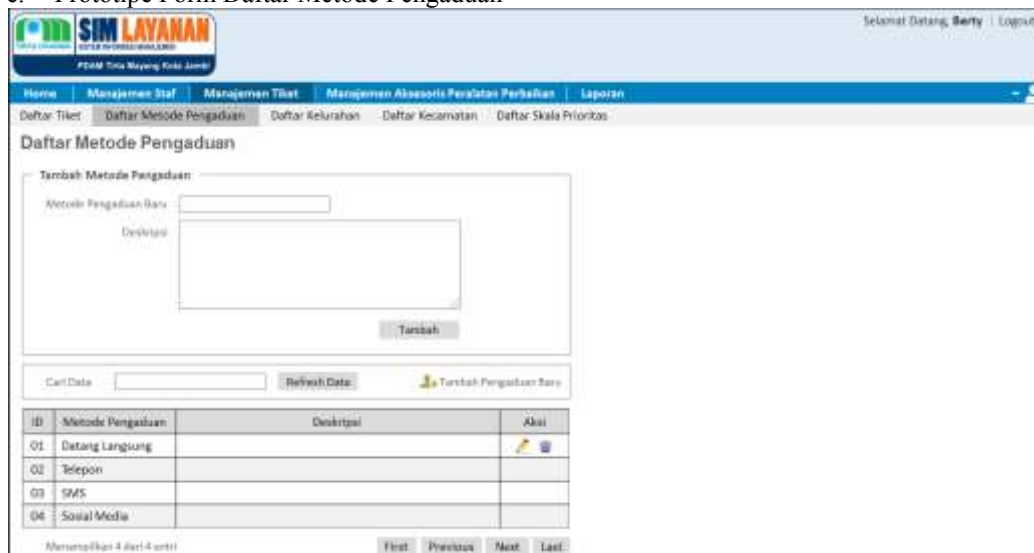 c. Prototipe Form Daftar Metode Pengaduan
SIM LAYANAN
SISTEM INFORMASI MANAJEMEN
PDAM Tirta Mayang Kota Jambi
Selamat Datang, Berty | Logout
Home Manajemen Staf Manajemen Tiket Manajemen Aksesoris Peralatan Perbaikan Laporan
Daftar Tiket Daftar Metode Pengaduan Daftar Kelurahan Daftar Kecamatan Daftar Skala Prioritas
Daftar Metode Pengaduan
Tambah Metode Pengaduan
Metode Pengaduan Baru
Deskripsi
Tambah
Cari Data Refresh Data Tambah Pengaduan Baru
ID Metode Pengaduan Deskripsi Aksi
01 Datang Langsung
02 Telepon
03 SMS
04 Sosial Media
Menampilkan 4 dari 4 entri First Previous Next Last